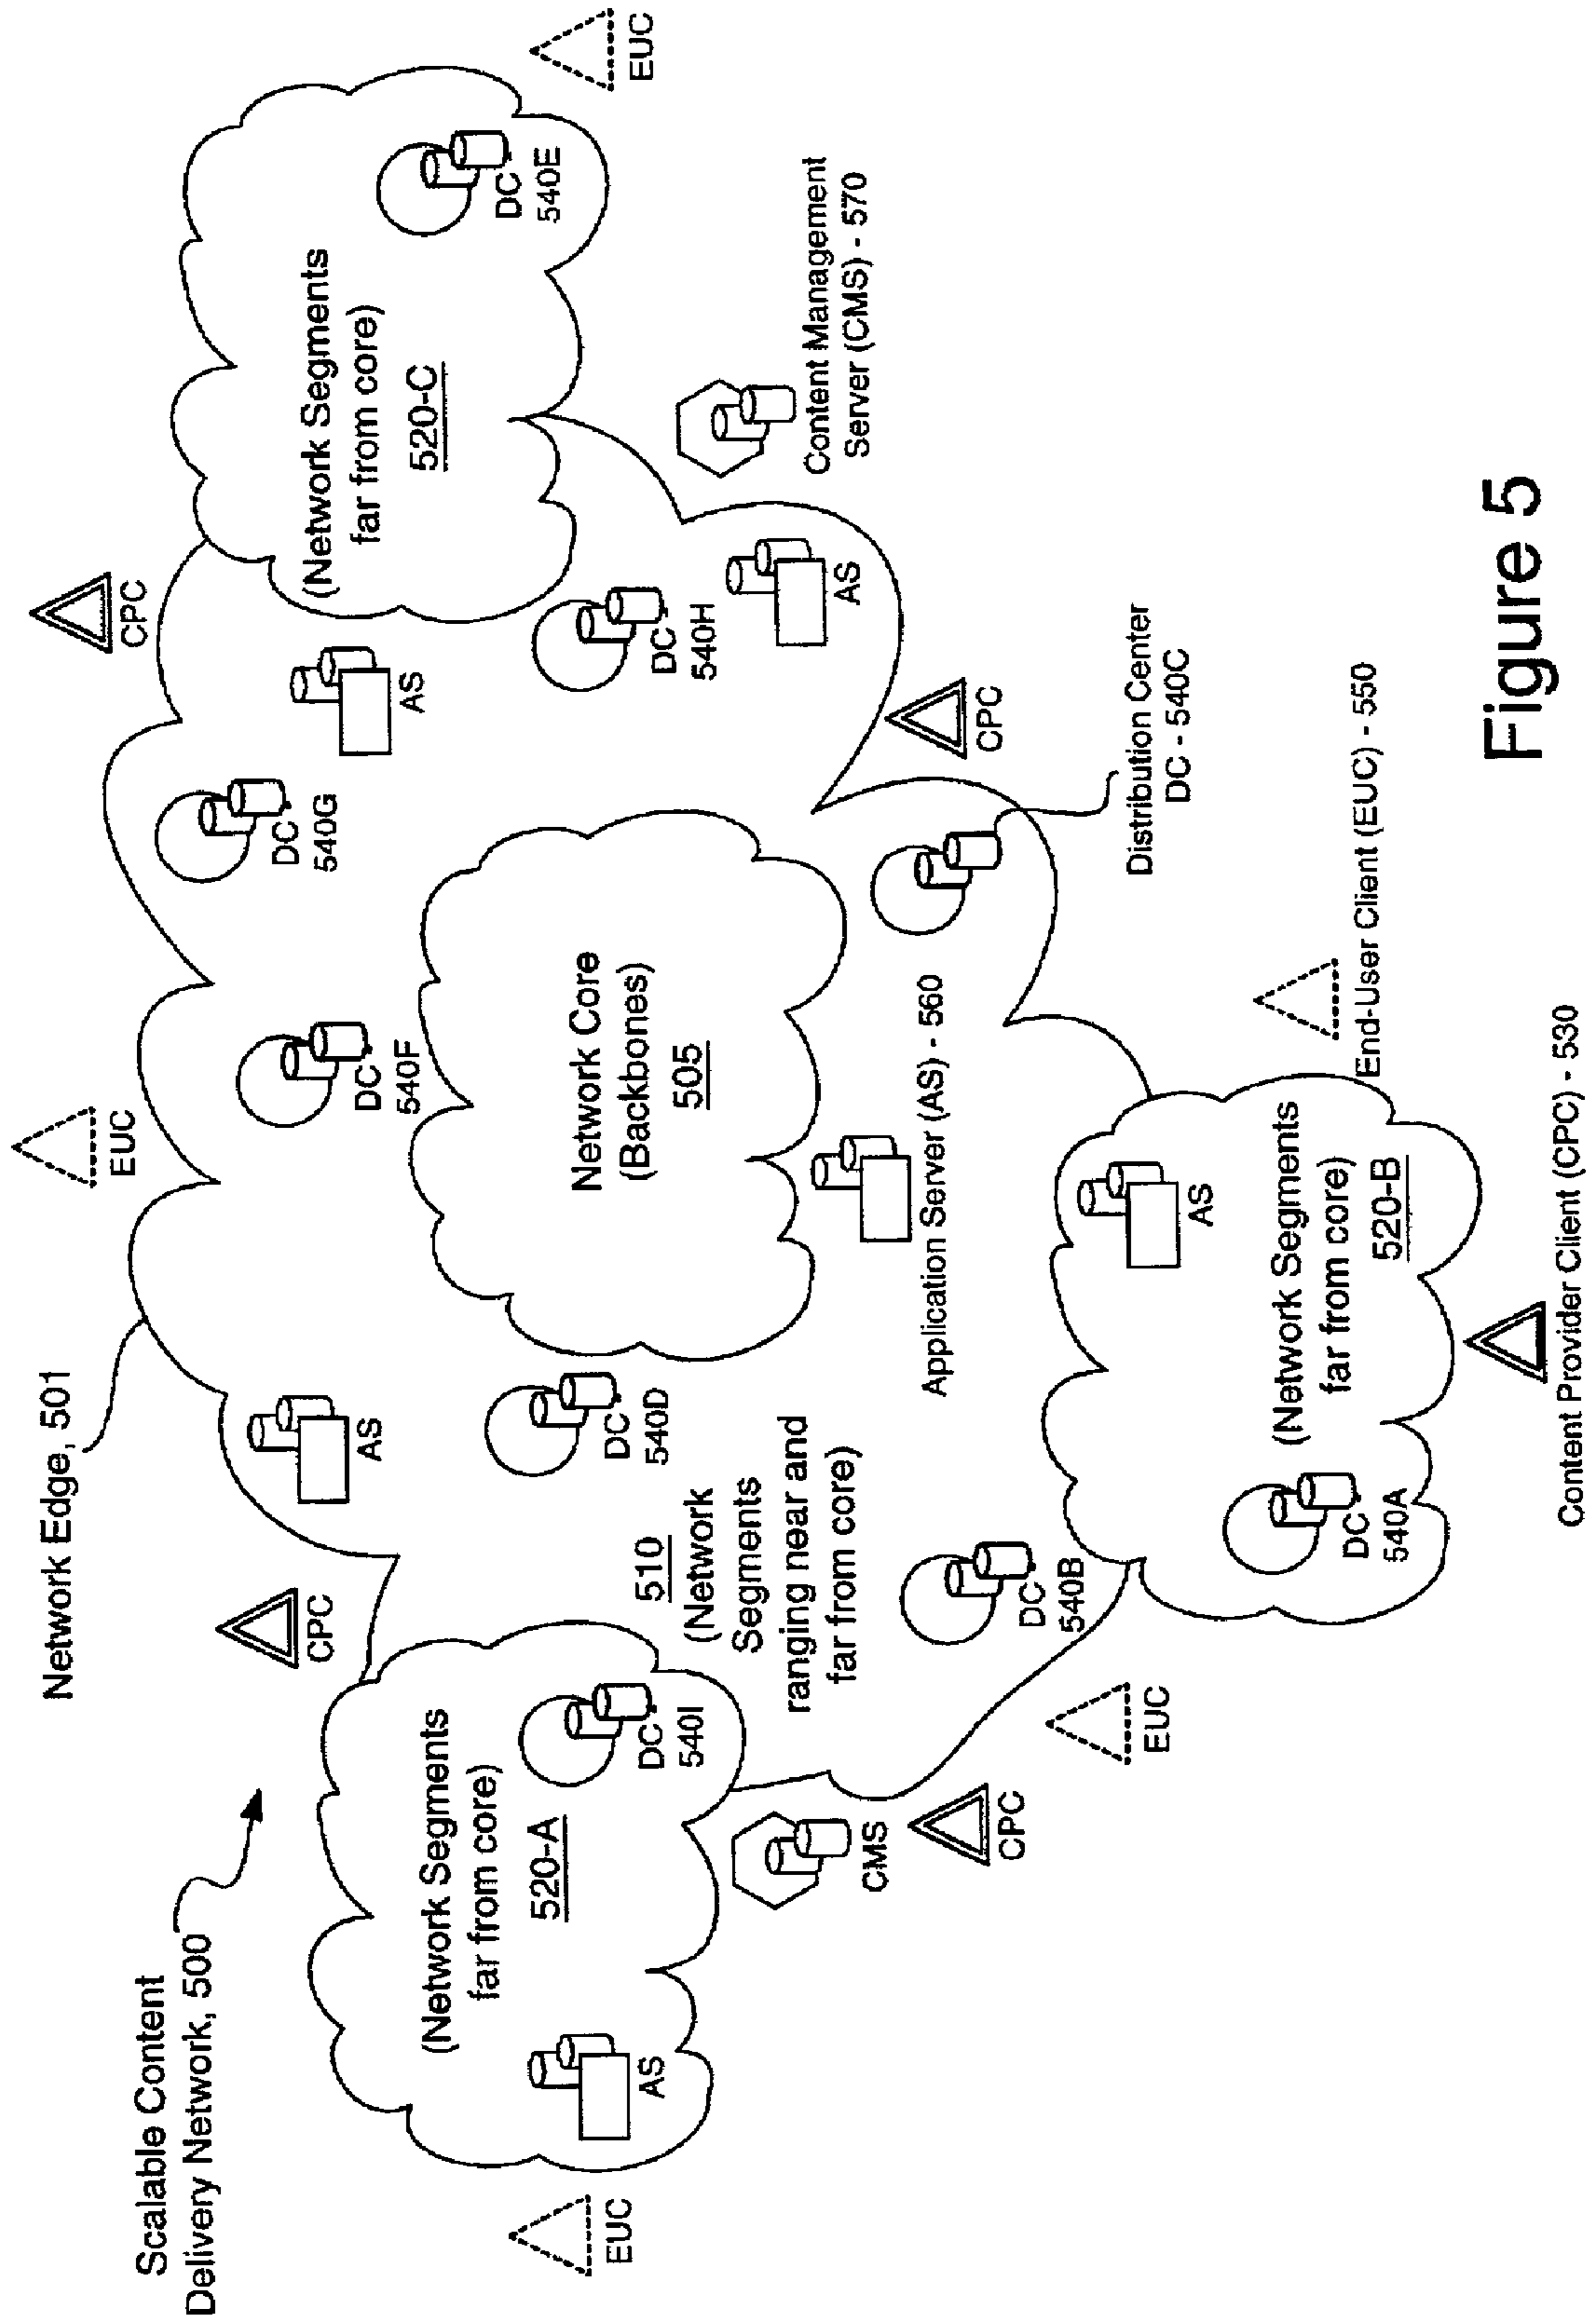 Scalable Content
Delivery Network, 500
Network Edge, 501
EUC
CPC
EUC
CPC
AS
DC
540F
DC
540G
AS
(Network Segments
far from core)
520-C
DC
540E
(Network Segments
far from core)
520-A
DC
540I
AS
EUC
DC
540D
Network Core
(Backbones)
505
DC
540H
AS
510
(Network
Segments
ranging near and
far from core)
Application Server (AS) - 560
Content Management
Server (CMS) - 570
CMS
CPC
DC
540B
CPC
Distribution Center
DC - 540C
EUC
AS
(Network Segments
far from core)
520-B
DC
540A
End-User Client (EUC) - 550
Content Provider Client (CPC) - 530
Figure 5